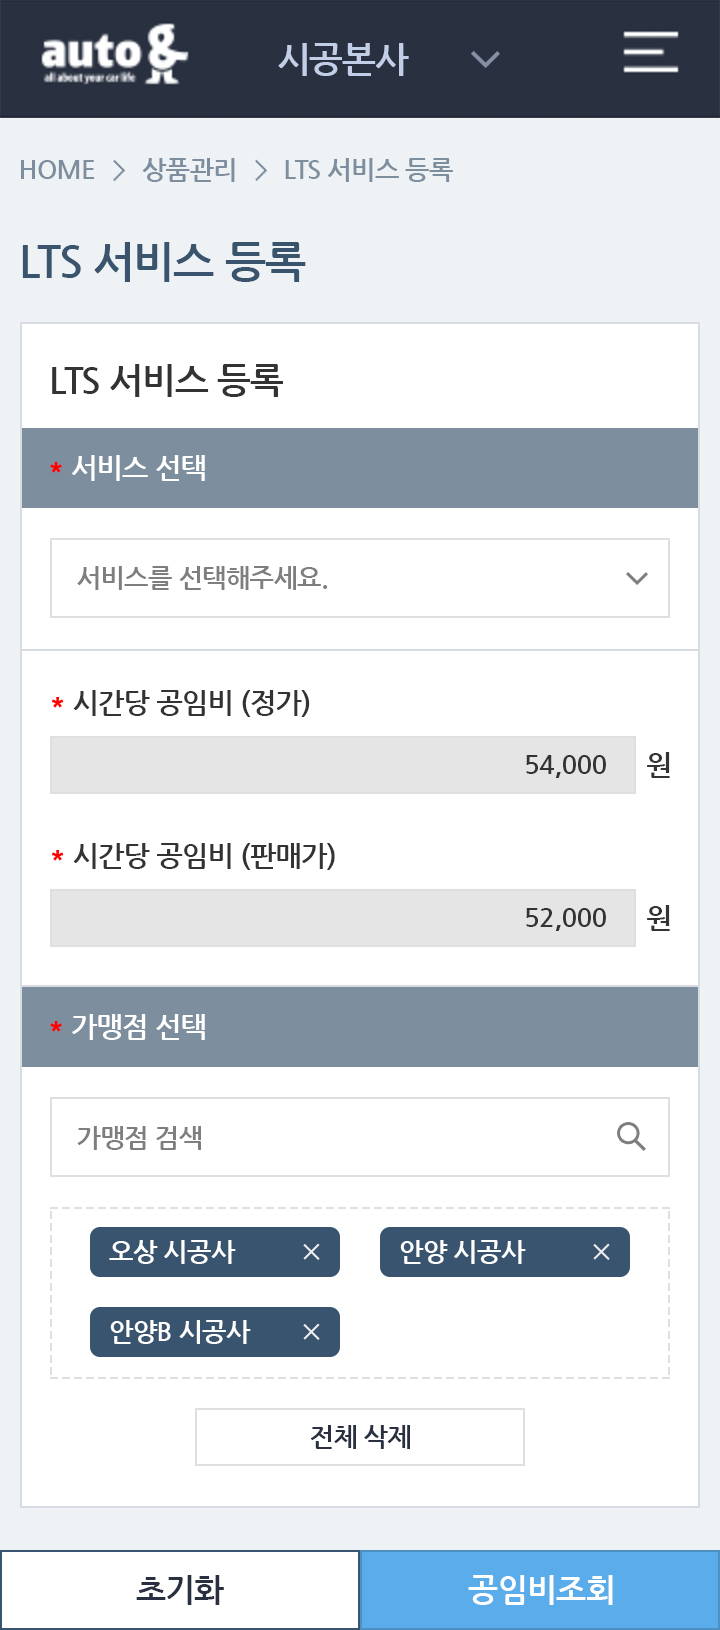 auto &
all about your car life
시공본사
HOME > 상품관리 > LTS 서비스 등록
LTS 서비스 등록
LTS 서비스 등록
* 서비스 선택
서비스를 선택해주세요.
* 시간당 공임비 (정가)
54,000 원
* 시간당 공임비 (판매가)
52,000 원
* 가맹점 선택
가맹점 검색
오상 시공사 ×
안양 시공사 ×
안양B 시공사 ×
전체 삭제
초기화
공임비조회